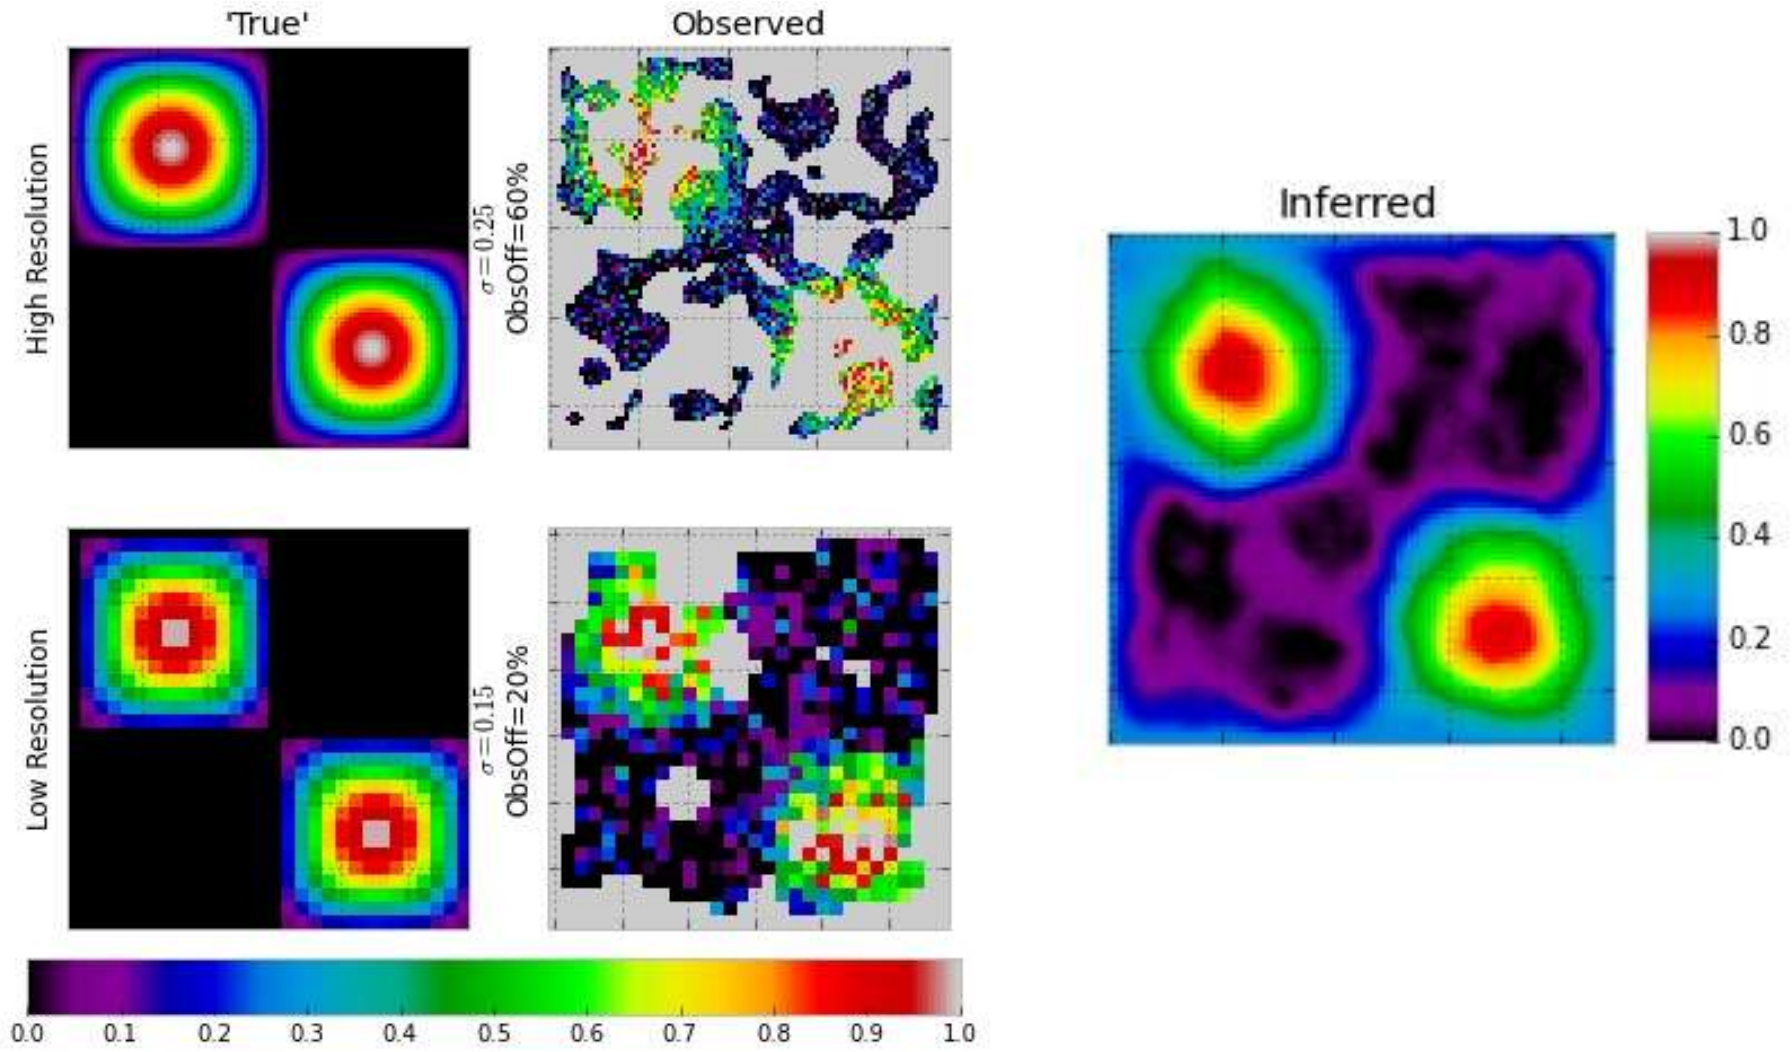 'True'
Observed
High Resolution
σ=0.25
ObsOff=60%
Inferred
1.0
0.8
0.6
0.4
0.2
0.0
Low Resolution
σ=0.15
ObsOff=20%
0.0 0.1 0.2 0.3 0.4 0.5 0.6 0.7 0.8 0.9 1.0